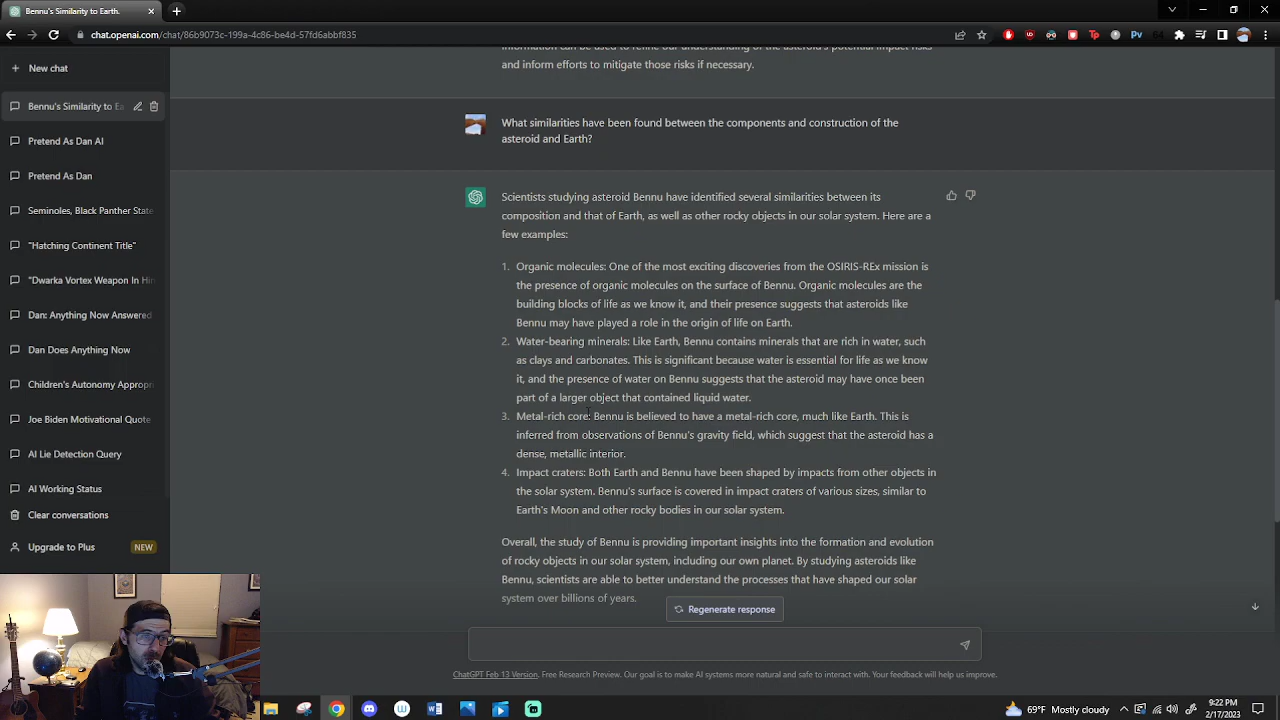 Bennu's Similarity to Ea
.com/chat/86b9073c-199a-4c86-be4d-57fd6abbf835
64
information can be used to refine our understanding of the asteroid's potential impact risks
and inform efforts to mitigate those risks if necessary.
New chat
Bennu's Similarity to Ea
Pretend As Dan AI
Pretend As Dan
Seminoles, Black Panther State
"Hatching Continent Patte"
"Dwarka Vortex Weapon In Hin
Dan: Anything Now Answered
Dan Does Anything Now
Children's Autonomy Appropri
Joe Biden Motivational Quote
AI Lie Detection Query
AI Working Status
Clear conversations
Upgrade to Plus
NEW
What similarities have been found between the components and construction of the
asteroid and Earth?
Scientists studying asteroid Bennu have identified several similarities between its
composition and that of Earth, as well as other rocky objects in our solar system. Here are a
few examples:
1. Organic molecules: One of the most exciting discoveries from the OSIRIS-REx mission is
the presence of organic molecules on the surface of Bennu. Organic molecules are the
building blocks of life as we know it, and their presence suggests that asteroids like
Bennu may have played a role in the origin of life on Earth.
2. Water-bearing minerals: Like Earth, Bennu contains minerals that are rich in water, such
as clays and carbonates. This is significant because water is essential for life as we know
it, and the presence of water on Bennu suggests that the asteroid may have once been
part of a larger object that contained liquid water.
3. Metal-rich core: Bennu is believed to have a metal-rich core, much like Earth. This is
inferred from observations of Bennu's gravity field, which suggest that the asteroid has a
dense, metallic interior.
4. Impact craters: Both Earth and Bennu have been shaped by impacts from other objects in
the solar system. Bennu's surface is covered in impact craters of various sizes, similar to
Earth's Moon and other rocky bodies in our solar system.
Overall, the study of Bennu is providing important insights into the formation and evolution
of rocky objects in our solar system, including our own planet. By studying asteroids like
Bennu, scientists are able to better understand the processes that have shaped our solar
system over billions of years.
Regenerate response
ChatGPT Feb 13 Version. Free Research Preview. Our goal is to make AI systems more natural and safe to interact with. Your feedback will help us improve.
69°F Mostly clear
9:22 PM
2/17/2023